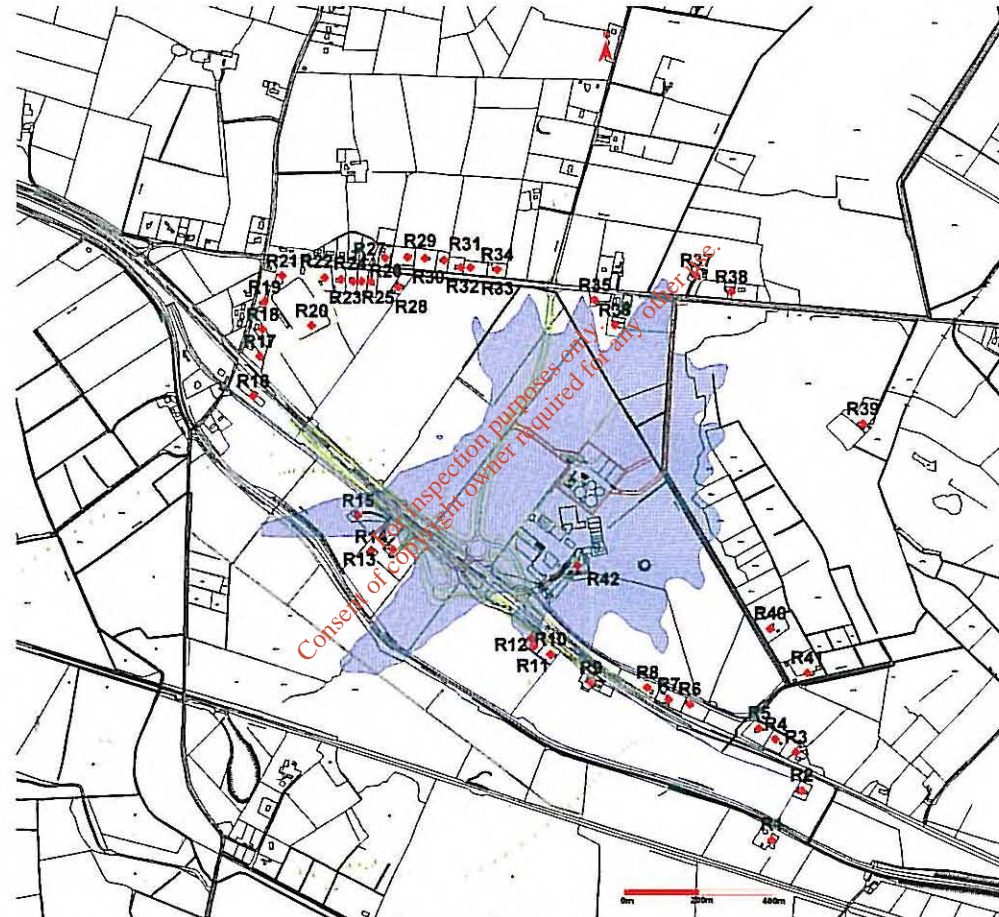 R27
R29
R31
R34
R21
R22
R24
R26
R30
R32
R33
R23
R25
R28
R19
R18
R20
R17
R16
R35
R36
R37
R38
R39
R15
R14
R13
R42
R12
R10
R11
R9
R8
R7
R6
R40
R41
R5
R4
R3
R2
R1
For inspection purposes only.
Consent of copyright owner required for any other use.
0m
200m
400m